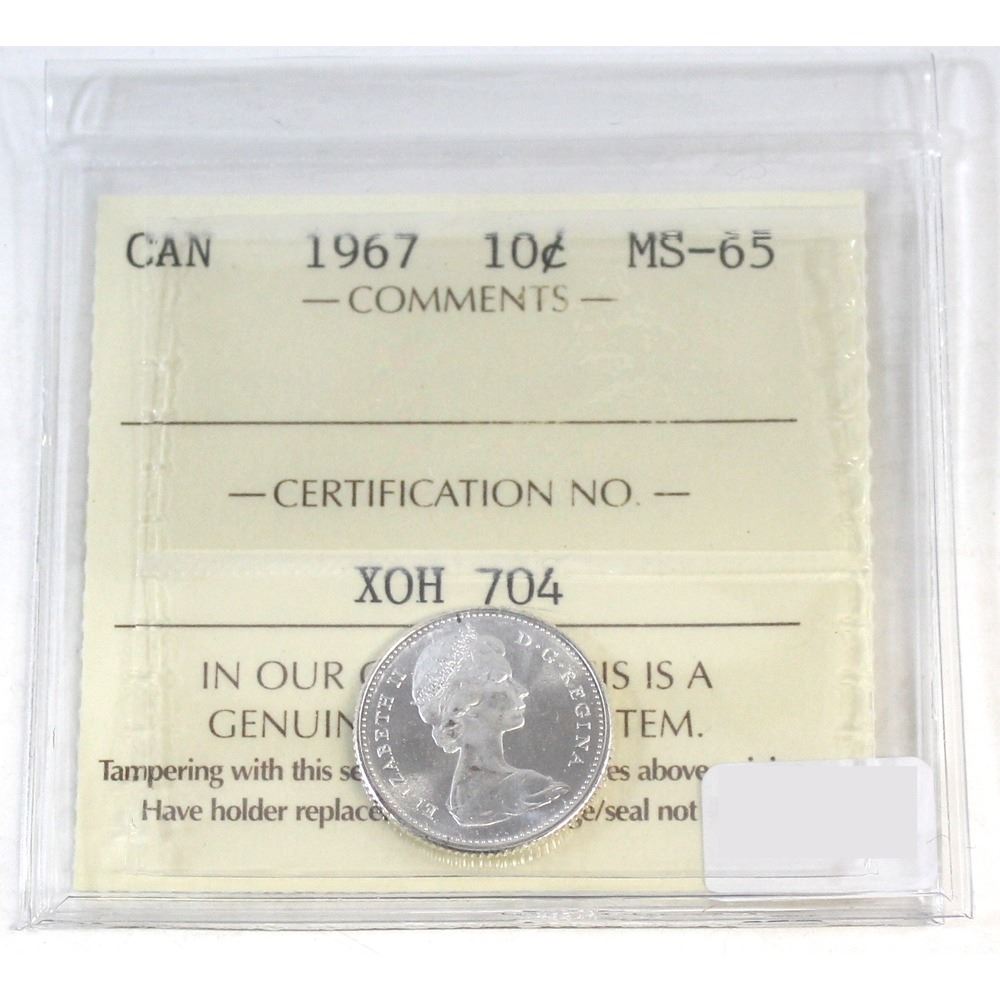 CAN 1967 10¢ MS-65
— COMMENTS —
— CERTIFICATION NO. —
XOH 704
IN OUR IS IS A
GENUIN TEM.
Tampering with this se es above
Have holder replace ge/seal not
ELIZABETH II D·G·REGINA